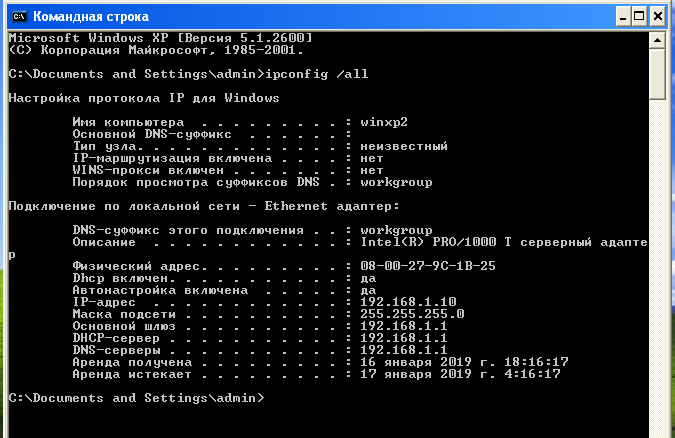 Командная строка
Microsoft Windows XP [Версия 5.1.2600]
(С) Корпорация Майкрософт, 1985-2001.
C:\Documents and Settings\admin>ipconfig /all
Настройка протокола IP для Windows
Имя компьютера  . . . . . . . . . : winxp2
Основной DNS-суффикс  . . . . . . :
Тип узла. . . . . . . . . . . . . : неизвестный
IP-маршрутизация включена . . . . : нет
WINS-прокси включен . . . . . . . : нет
Порядок просмотра суффиксов DNS . : workgroup
Подключение по локальной сети - Ethernet адаптер:
DNS-суффикс этого подключения . . : workgroup
Описание  . . . . . . . . . . . . : Intel(R) PRO/1000 T серверный адапте
р
Физический адрес. . . . . . . . . : 08-00-27-9C-1B-25
Dhcp включен. . . . . . . . . . . : да
Автонастройка включена  . . . . . : да
IP-адрес  . . . . . . . . . . . . : 192.168.1.10
Маска подсети . . . . . . . . . . : 255.255.255.0
Основной шлюз . . . . . . . . . . : 192.168.1.1
DHCP-сервер . . . . . . . . . . . : 192.168.1.1
DNS-серверы . . . . . . . . . . . : 192.168.1.1
Аренда получена . . . . . . . . . : 16 января 2019 г. 18:16:17
Аренда истекает . . . . . . . . . : 17 января 2019 г. 4:16:17
C:\Documents and Settings\admin>